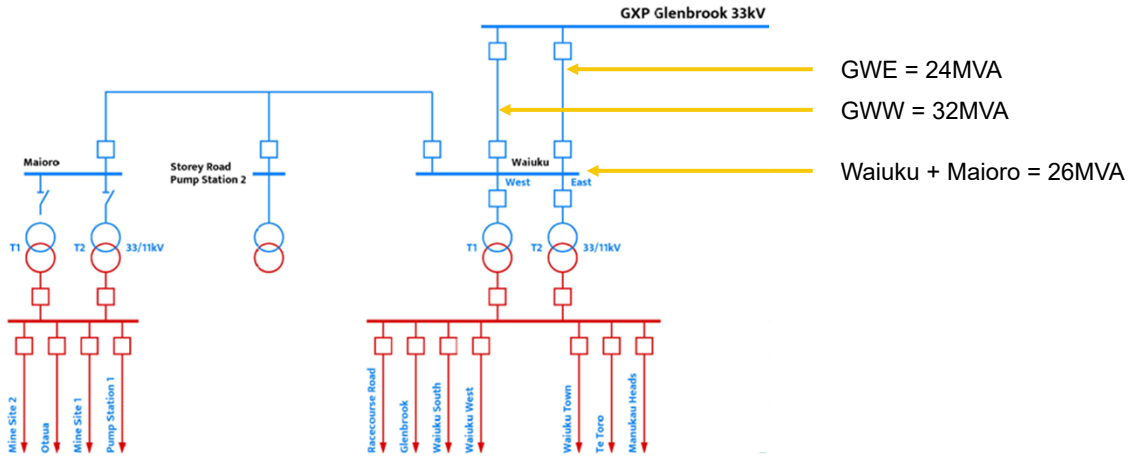 GXP Glenbrook 33kV
GWE = 24MVA
GWW = 32MVA
Maioro
Storey Road
Pump Station 2
Waiuku
Waiuku + Maioro = 26MVA
West
East
T1
T2
33/11kV
T1
T2
33/11kV
Mine Site 2
Otaua
Mine Site 1
Pump Station 1
Racecourse Road
Glenbrook
Waiuku South
Waiuku West
Waiuku Town
Te Toro
Manukau Heads